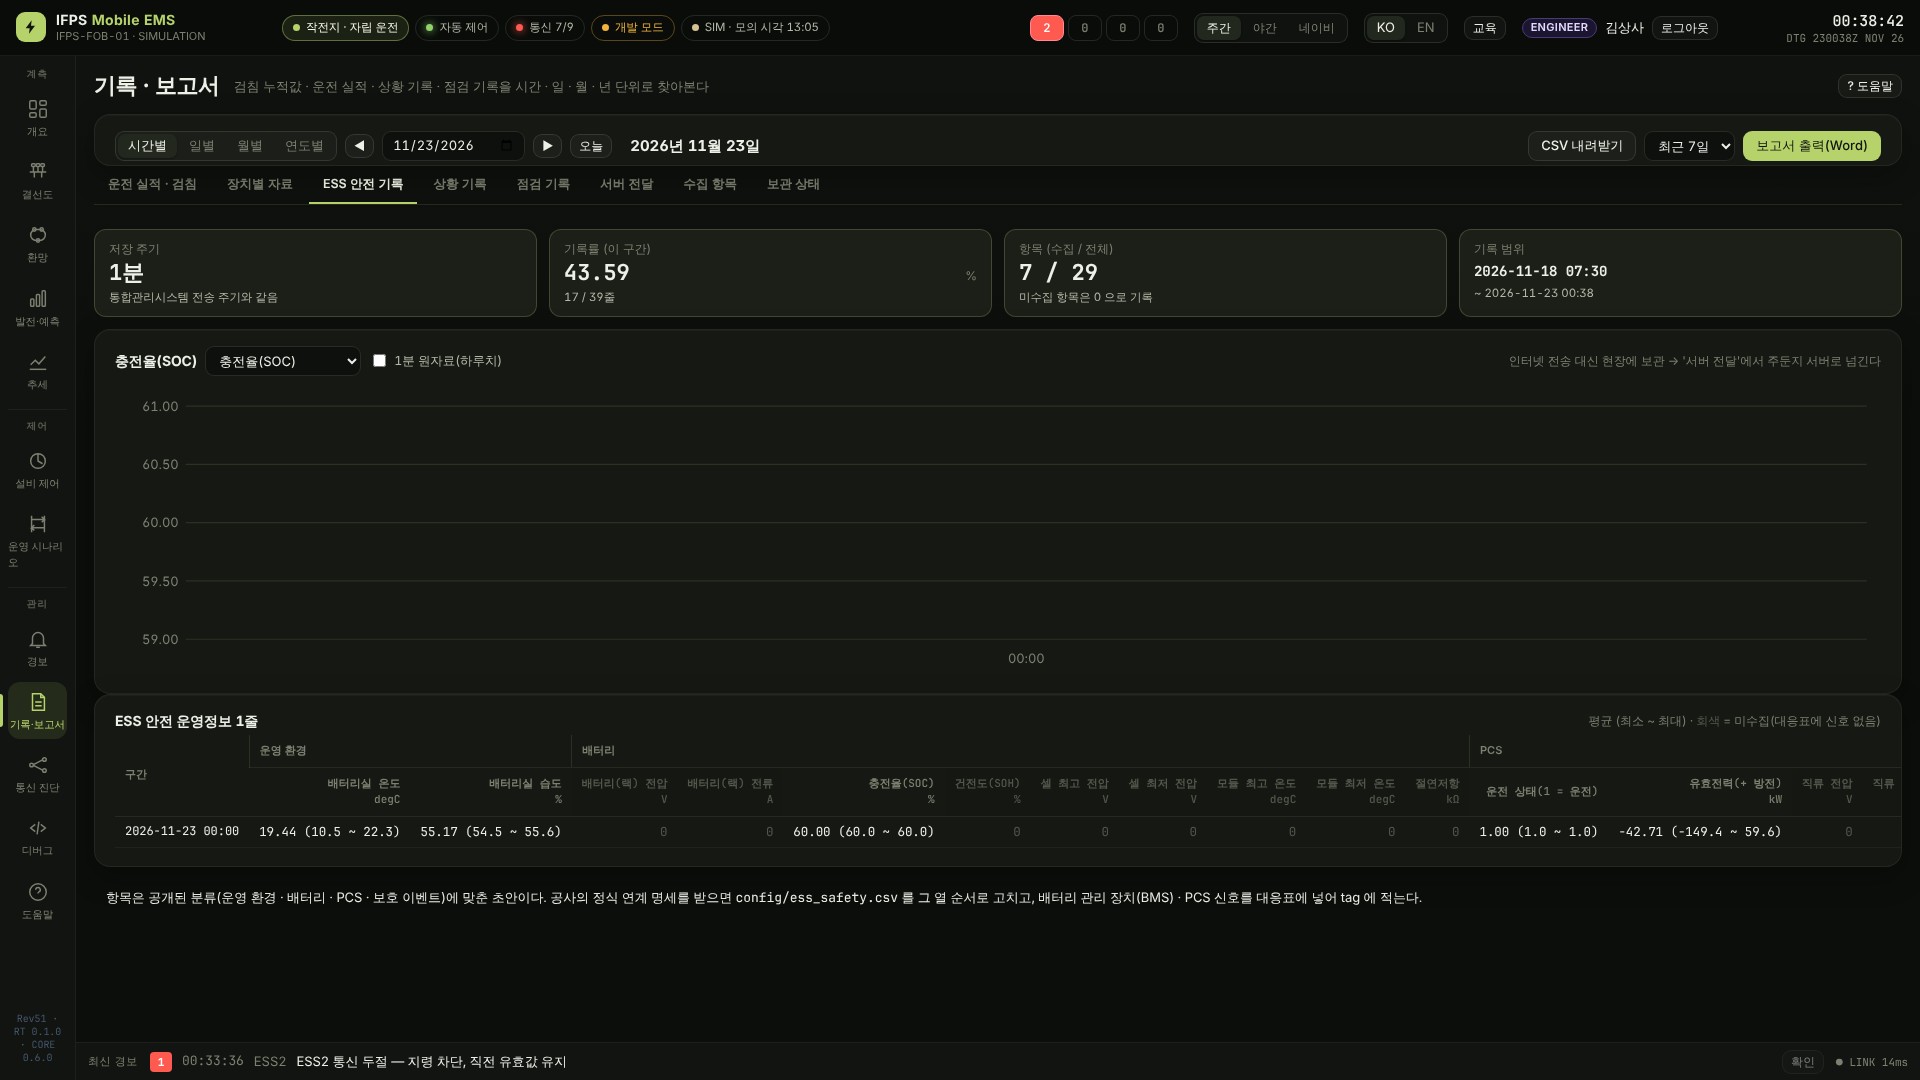 IFPS Mobile EMS
IFPS-FOB-01 · SIMULATION
작전지 · 자립 운전
자동 제어
통신 7/9
개발 모드
SIM · 모의 시각 13:05
2 0 0 0
주간 야간 네이비
KO EN
교육
ENGINEER 김상사 로그아웃
00:38:42
DTG 230038Z NOV 26
계측
개요
결선도
환망
발전·예측
추세
제어
설비 제어
운영 시나리
오
관리
경보
기록·보고서
통신 진단
디버그
도움말
RevS1 ·
RT 0.1.0
· CORE
0.6.0
기록 · 보고서
검침 누적값 · 운전 실적 · 상황 기록 · 점검 기록을 시간 · 일 · 월 · 년 단위로 찾아본다
? 도움말
시간별 일별 월별 연도별
◀ 11/23/2026 ▶ 오늘 2026년 11월 23일
CSV 내려받기 최근 7일 보고서 출력(Word)
운전 실적 · 검침 장치별 자료 ESS 안전 기록 상황 기록 점검 기록 서버 전달 수집 항목 보관 상태
저장 주기
1분
통합관리시스템 전송 주기와 같음
기록률 (이 구간)
43.59 %
17 / 39줄
항목 (수집 / 전체)
7 / 29
미수집 항목은 0 으로 기록
기록 범위
2026-11-18 07:30
~ 2026-11-23 00:38
충전율(SOC) 충전율(SOC) 1분 원자료(하루치)
인터넷 전송 대신 현장에 보관 → '서버 전달'에서 주둔지 서버로 넘긴다
61.00
60.50
60.00
59.50
59.00
00:00
ESS 안전 운영정보 1줄
평균 (최소 ~ 최대) · 회색 = 미수집(대응표에 신호 없음)
구간 운영 환경 배터리 PCS
배터리실 온도 배터리실 습도 배터리(랙) 전압 배터리(랙) 전류 충전율(SOC) 건전도(SOH) 셀 최고 전압 셀 최저 전압 모듈 최고 온도 모듈 최저 온도 절연저항 운전 상태(1 = 운전) 유효전력(+ 방전) 직류 전압 직류
degC % V A % % V V degC degC kΩ kW V
2026-11-23 00:00 19.44 (10.5 ~ 22.3) 55.17 (54.5 ~ 55.6) 0 0 60.00 (60.0 ~ 60.0) 0 0 0 0 0 0 1.00 (1.0 ~ 1.0) -42.71 (-149.4 ~ 59.6) 0
항목은 공개된 분류(운영 환경 · 배터리 · PCS · 보호 이벤트)에 맞춘 초안이다. 공사의 정식 연계 명세를 받으면 config/ess_safety.csv 를 그 열 순서로 고치고, 배터리 관리 장치(BMS) · PCS 신호를 대응표에 넣어 tag 에 적는다.
최신 경보 1 00:33:36 ESS2 ESS2 통신 두절 — 지령 차단, 직전 유효값 유지
확인 LINK 14ms